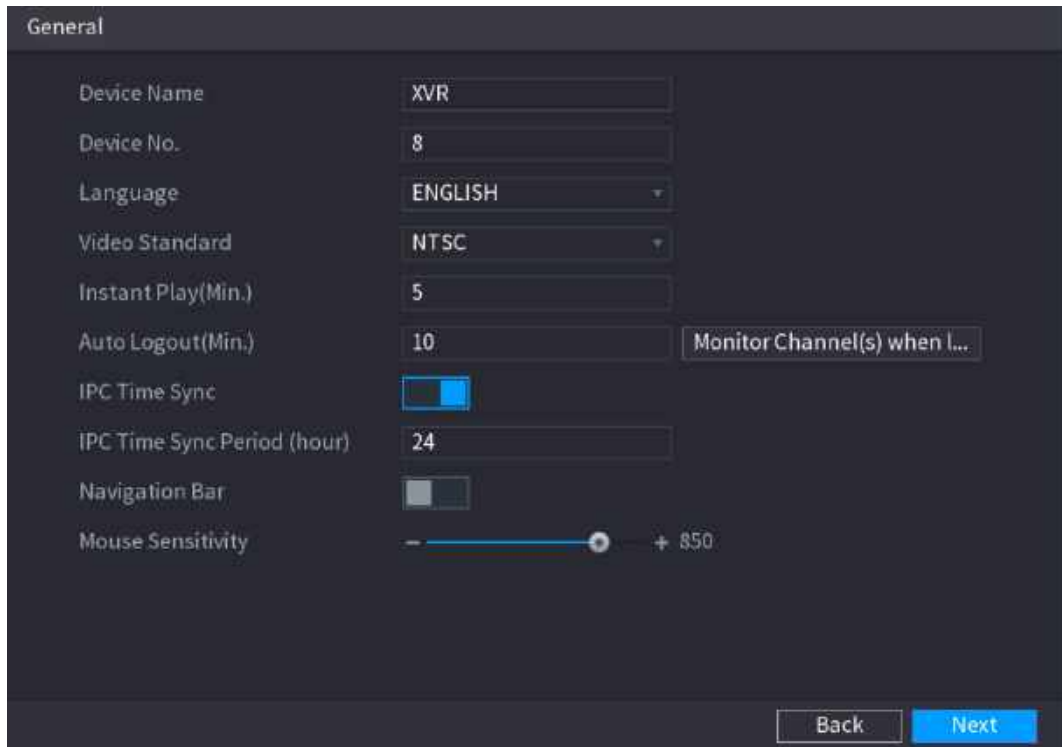 General
Device Name XVR
Device No. 8
Language ENGLISH
Video Standard NTSC
Instant Play(Min.) 5
Auto Logout(Min.) 10 Monitor Channel(s) when l...
IPC Time Sync
IPC Time Sync Period (hour) 24
Navigation Bar
Mouse Sensitivity − + 850
Back Next